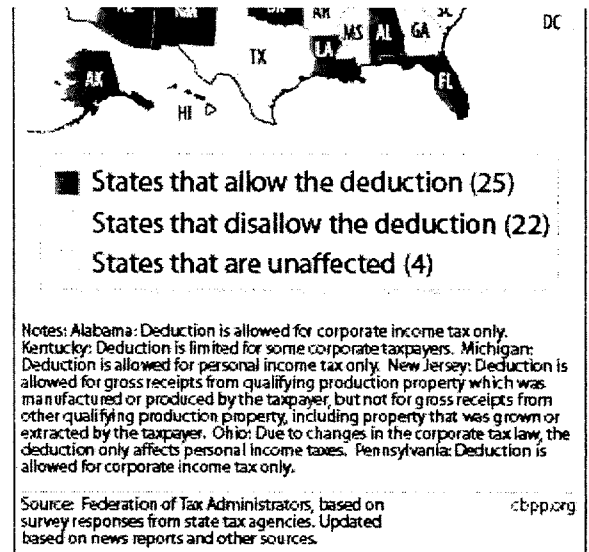 AR
SC
DC
MS
AL
GA
LA
TX
AK
FL
HI
States that allow the deduction (25)
States that disallow the deduction (22)
States that are unaffected (4)
Notes: Alabama: Deduction is allowed for corporate income tax only.
Kentucky: Deduction is limited for some corporate taxpayers. Michigan:
Deduction is allowed for personal income tax only. New Jersey: Deduction is
allowed for gross receipts from qualifying production property which was
manufactured or produced by the taxpayer, but not for gross receipts from
other qualifying production property, including property that was grown or
extracted by the taxpayer. Ohio: Due to changes in the corporate tax law, the
deduction only affects personal income taxes. Pennsylvania: Deduction is
allowed for corporate income tax only.
Source: Federation of Tax Administrators, based on
survey responses from state tax agencies. Updated
based on news reports and other sources.
cbpp.org